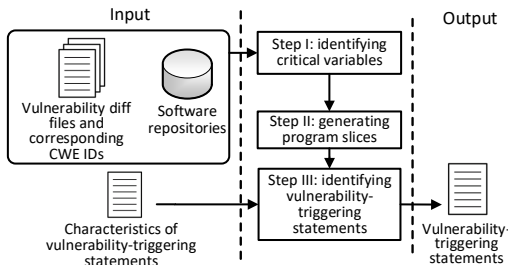 Input
Output
Step I: identifying
critical variables
Vulnerability diff
files and
corresponding
CWE IDs
Software
repositories
Step II: generating
program slices
Step III: identifying
vulnerability-
triggering
statements
Characteristics of
vulnerability-triggering
statements
Vulnerability-
triggering
statements